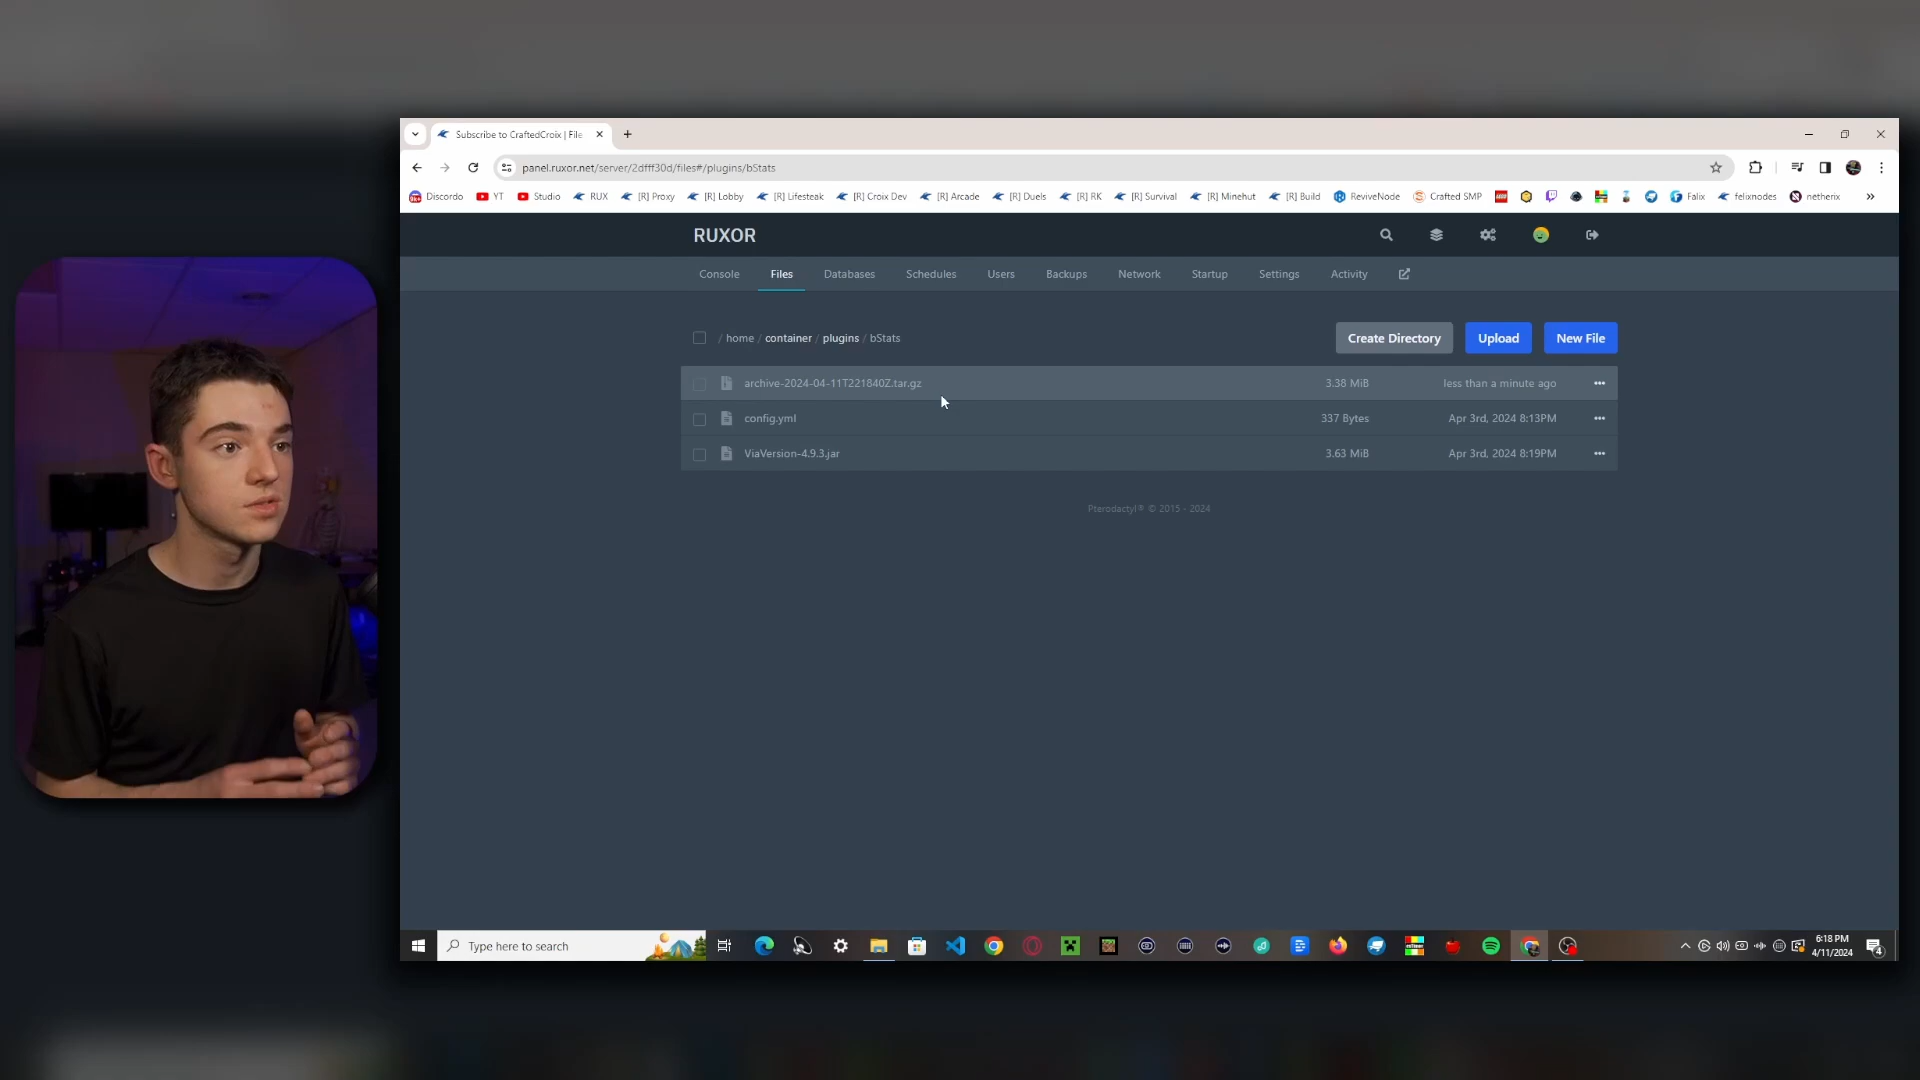 Subscribe to CraftedCroix | File
panel.ruxor.net/server/2dfff30d/files#/plugins/bStats
Discordo YT Studio RUX [R] Proxy [R] Lobby [R] Lifesteak [R] Croix Dev [R] Arcade [R] Duels [R] RK [R] Survival [R] Minehut [R] Build ReviveNode Crafted SMP Falix felixnodes netherix »
RUXOR
Console Files Databases Schedules Users Backups Network Startup Settings Activity
/ home / container / plugins / bStats
Create Directory Upload New File
archive-2024-04-11T221840Z.tar.gz 3.38 MiB less than a minute ago
config.yml 337 Bytes Apr 3rd, 2024 8:13PM
ViaVersion-4.9.3.jar 3.63 MiB Apr 3rd, 2024 8:19PM
Pterodactyl® © 2015 - 2024
Type here to search
6:18 PM
4/11/2024
4